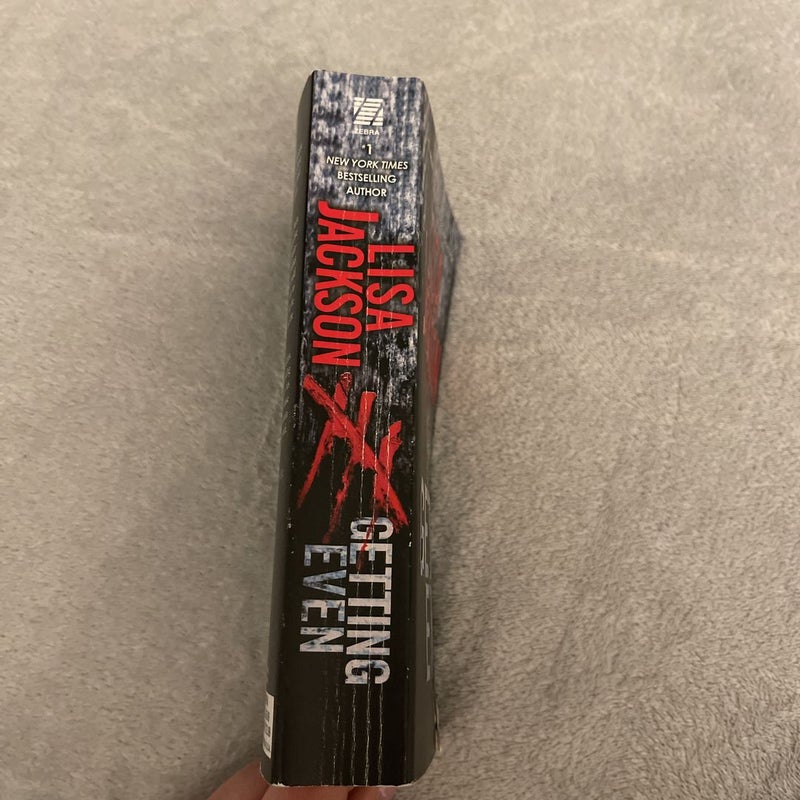 ZEBRA
#1
NEW YORK TIMES
BESTSELLING
AUTHOR
LISA
JACKSON
GETTING
EVEN